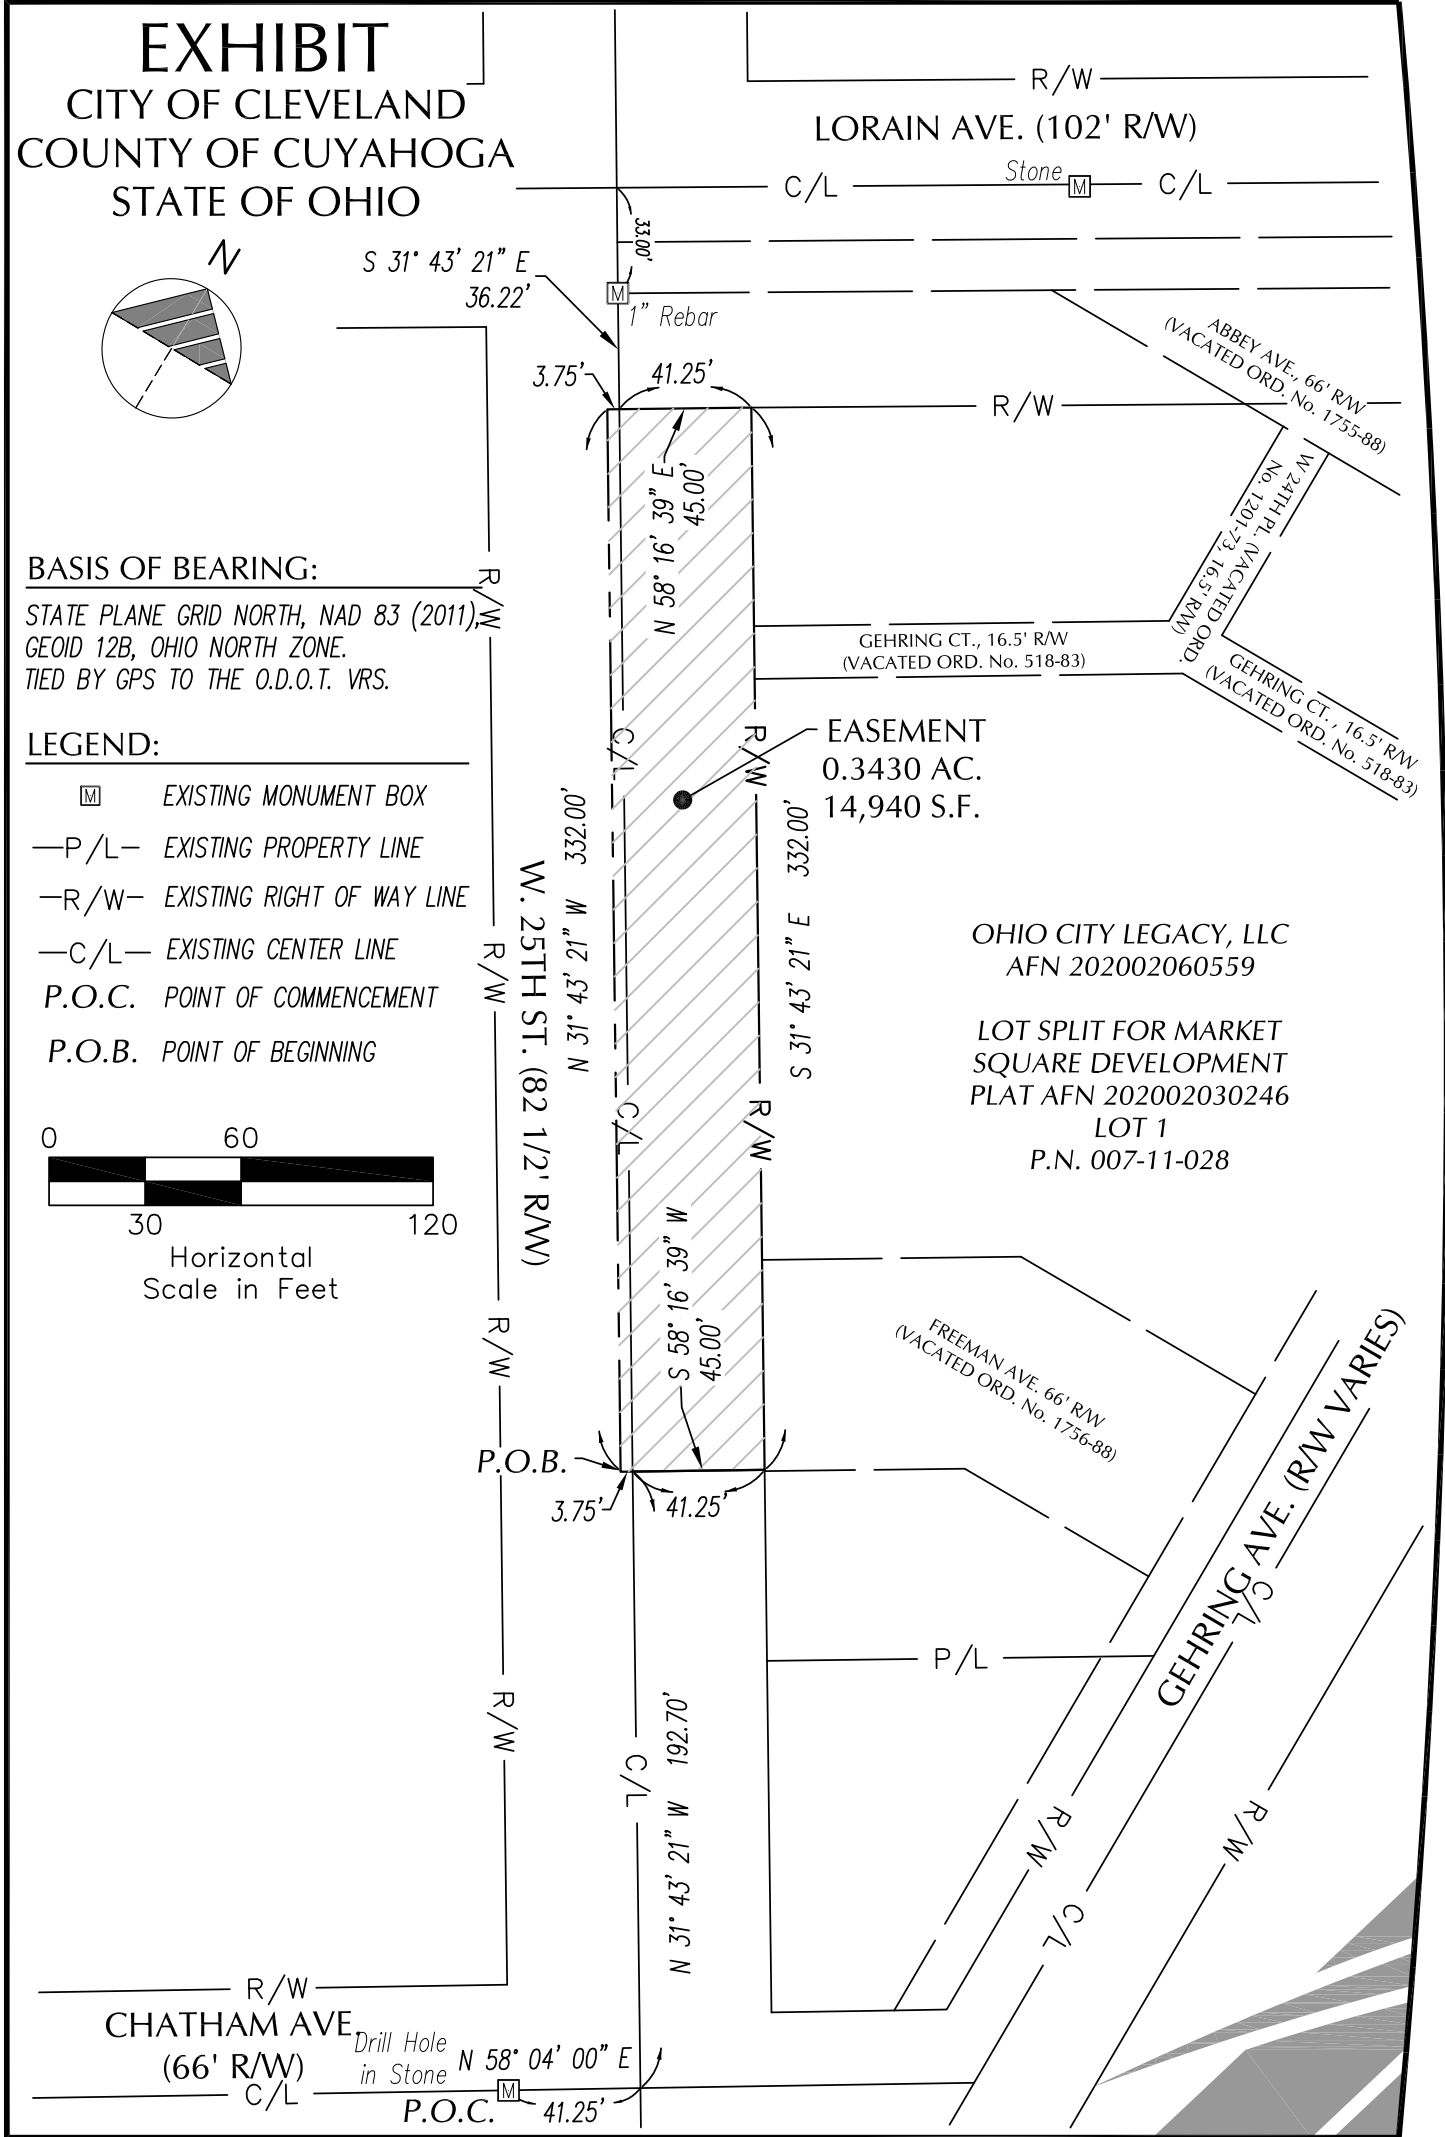 EXHIBIT
CITY OF CLEVELAND
COUNTY OF CUYAHOGA
STATE OF OHIO
N
R/W
LORAIN AVE. (102' R/W)
Stone
M
C/L
C/L
33.00'
S 31° 43' 21" E
36.22'
M
1" Rebar
3.75'
41.25'
R/W
ABBEY AVE., 66' R/W
(VACATED ORD. No. 1755-88)
W 24TH PL. (VACATED ORD.
No. 1201-73, 16.5' R/W)
N 58° 16' 39" E
45.00'
GEHRING CT., 16.5' R/W
(VACATED ORD. No. 518-83)
GEHRING CT. , 16.5' R/W
(VACATED ORD. No. 518-83)
BASIS OF BEARING:
STATE PLANE GRID NORTH, NAD 83 (2011),
GEOID 12B, OHIO NORTH ZONE.
TIED BY GPS TO THE O.D.O.T. VRS.
R/W
LEGEND:
M EXISTING MONUMENT BOX
P/L EXISTING PROPERTY LINE
R/W EXISTING RIGHT OF WAY LINE
C/L EXISTING CENTER LINE
P.O.C. POINT OF COMMENCEMENT
P.O.B. POINT OF BEGINNING
C/L
R/W
EASEMENT
0.3430 AC.
14,940 S.F.
R/W
W. 25TH ST. (82 1/2' R/W)
N 31° 43' 21" W 332.00'
S 31° 43' 21" E 332.00'
C/L
R/W
OHIO CITY LEGACY, LLC
AFN 202002060559
LOT SPLIT FOR MARKET
SQUARE DEVELOPMENT
PLAT AFN 202002030246
LOT 1
P.N. 007-11-028
0 60
30 120
Horizontal
Scale in Feet
R/W
S 58° 16' 39" W
45.00'
FREEMAN AVE. 66' R/W
(VACATED ORD. No. 1756-88)
P.O.B.
3.75'
41.25'
GEHRING AVE. (R/W VARIES)
C/L
P/L
R/W
C/L
N 31° 43' 21" W 192.70'
R/W
R/W
C/L
R/W
CHATHAM AVE.
(66' R/W)
C/L
Drill Hole
in Stone
N 58° 04' 00" E
M
P.O.C.
41.25'